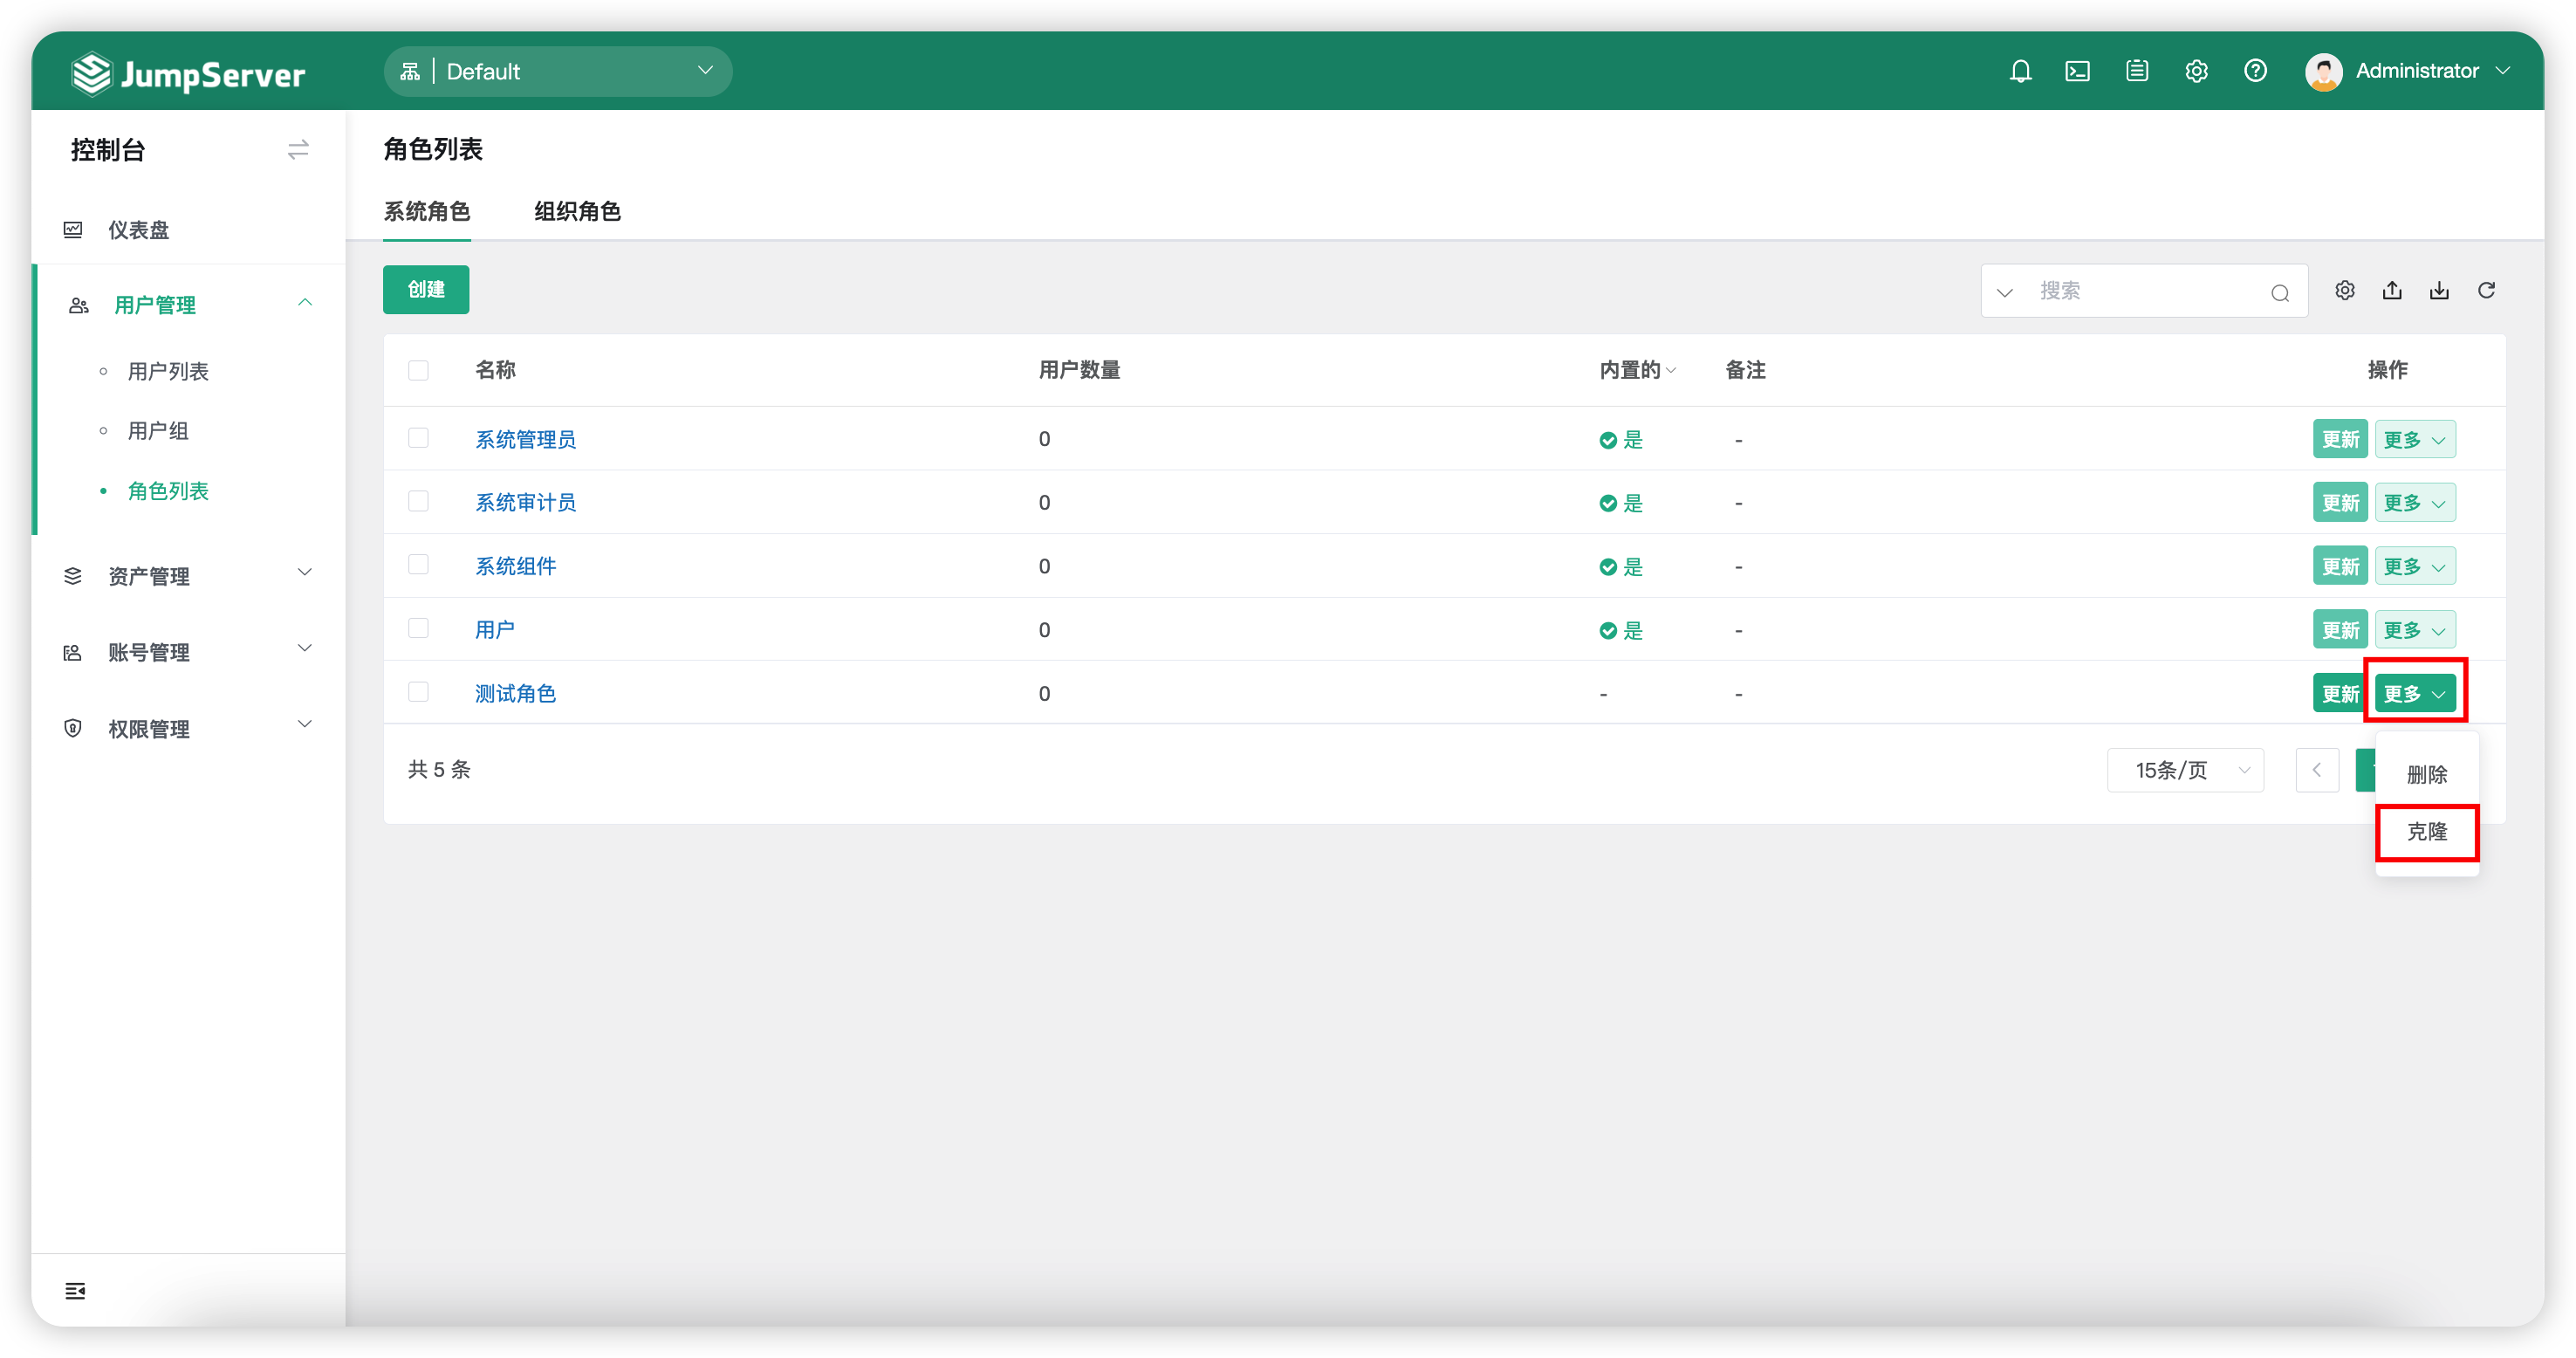 JumpServer
Default
Administrator
控制台
仪表盘
用户管理
用户列表
用户组
角色列表
资产管理
账号管理
权限管理
角色列表
系统角色 组织角色
创建
搜索
名称 用户数量 内置的 备注 操作
系统管理员 0 是 - 更新 更多
系统审计员 0 是 - 更新 更多
系统组件 0 是 - 更新 更多
用户 0 是 - 更新 更多
测试角色 0 - - 更新 更多
共 5 条 15条/页
删除
克隆